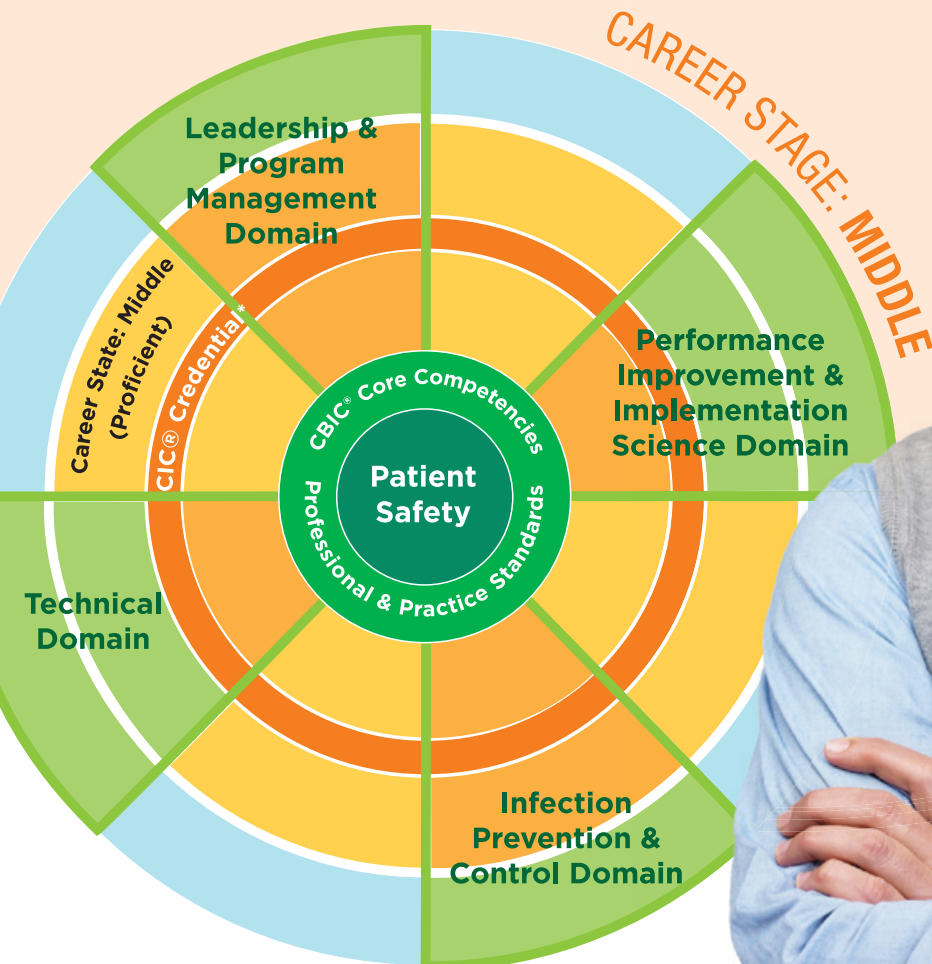 CAREER STAGE: MIDDLE
Leadership &
Program
Management
Domain
Career State: Middle
(Proficient)
CIC® Credential*
Performance
Improvement &
Implementation
Science Domain
CBIC® Core Competencies
Patient
Safety
Professional & Practice Standards
Technical
Domain
Infection
Prevention &
Control Domain